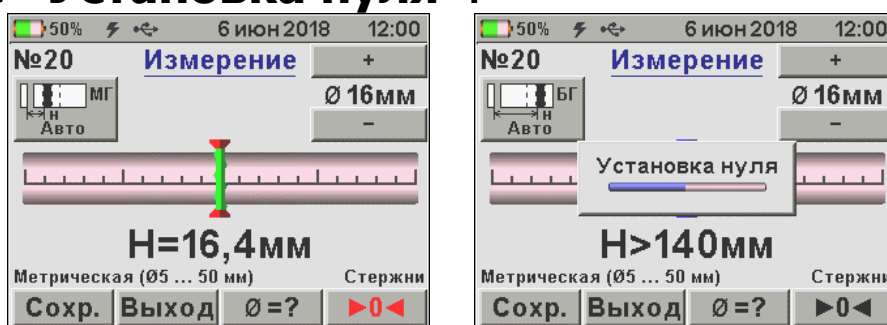 Установка нуля
50% 6 июн 2018 12:00
№20 Измерение +
МГ
Ø 16мм
H
Авто
−
H=16,4мм
Метрическая (Ø5 ... 50 мм) Стержни
Сохр. Выход Ø=? ►0◄
50% 6 июн 2018 12:00
№20 Измерение +
БГ
Ø 16мм
H
Авто
−
Установка нуля
H>140мм
Метрическая (Ø5 ... 50 мм) Стержни
Сохр. Выход Ø=? ►0◄